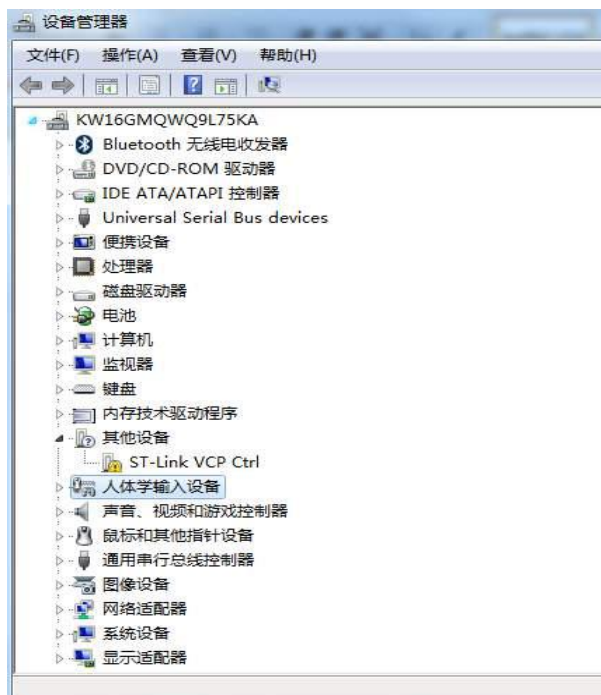 设备管理器
文件(F) 操作(A) 查看(V) 帮助(H)
KW16GMQWQ9L75KA
Bluetooth 无线电收发器
DVD/CD-ROM 驱动器
IDE ATA/ATAPI 控制器
Universal Serial Bus devices
便携设备
处理器
磁盘驱动器
电池
计算机
监视器
键盘
内存技术驱动程序
其他设备
ST-Link VCP Ctrl
人体学输入设备
声音、视频和游戏控制器
鼠标和其他指针设备
通用串行总线控制器
图像设备
网络适配器
系统设备
显示适配器